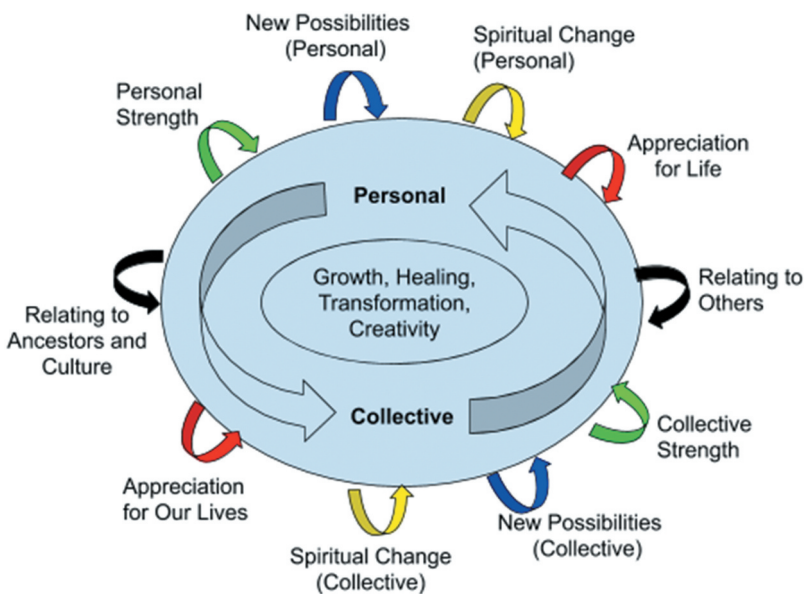 New Possibilities
(Personal)
Spiritual Change
(Personal)
Personal
Strength
Appreciation
for Life
Personal
Growth, Healing,
Transformation,
Creativity
Relating to
Others
Relating to
Ancestors and
Culture
Collective
Collective
Strength
Appreciation
for Our Lives
New Possibilities
(Collective)
Spiritual Change
(Collective)